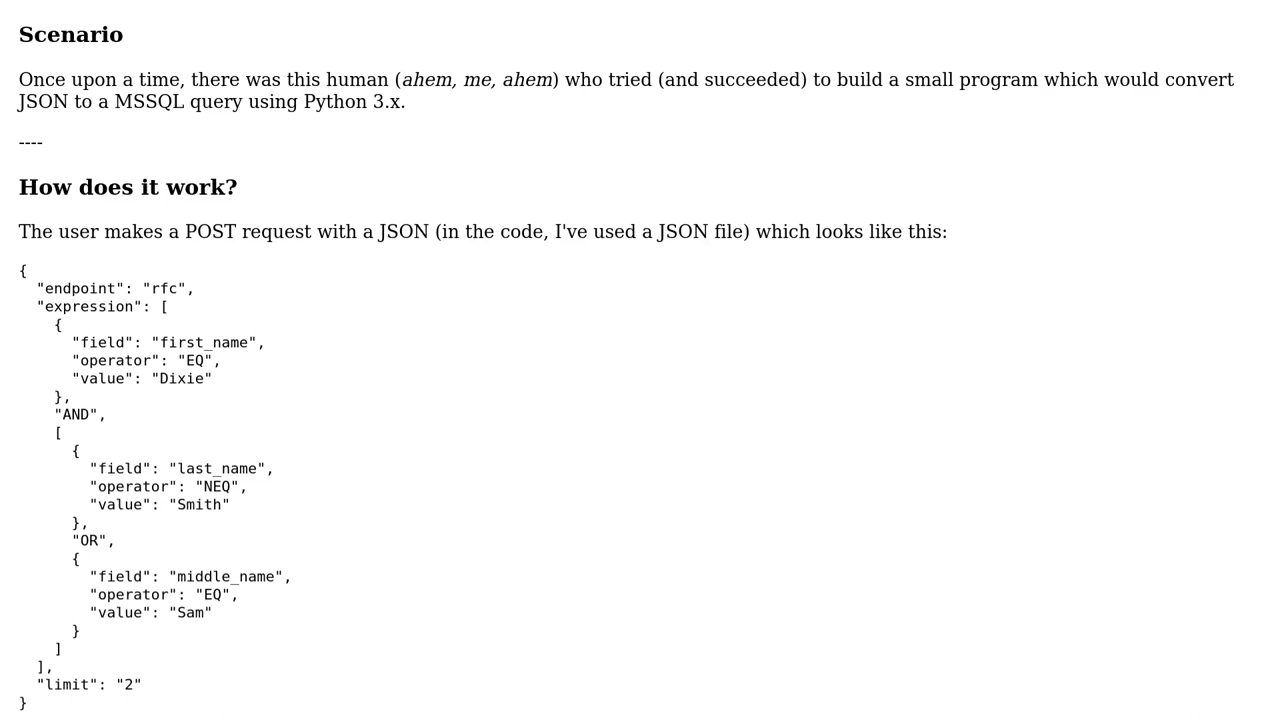 Scenario
Once upon a time, there was this human (ahem, me, ahem) who tried (and succeeded) to build a small program which would convert
JSON to a MSSQL query using Python 3.x.
----
How does it work?
The user makes a POST request with a JSON (in the code, I've used a JSON file) which looks like this:
{
  "endpoint": "rfc",
  "expression": [
    {
      "field": "first_name",
      "operator": "EQ",
      "value": "Dixie"
    },
    "AND",
    [
      {
        "field": "last_name",
        "operator": "NEQ",
        "value": "Smith"
      },
      "OR",
      {
        "field": "middle_name",
        "operator": "EQ",
        "value": "Sam"
      }
    ]
  ],
  "limit": "2"
}